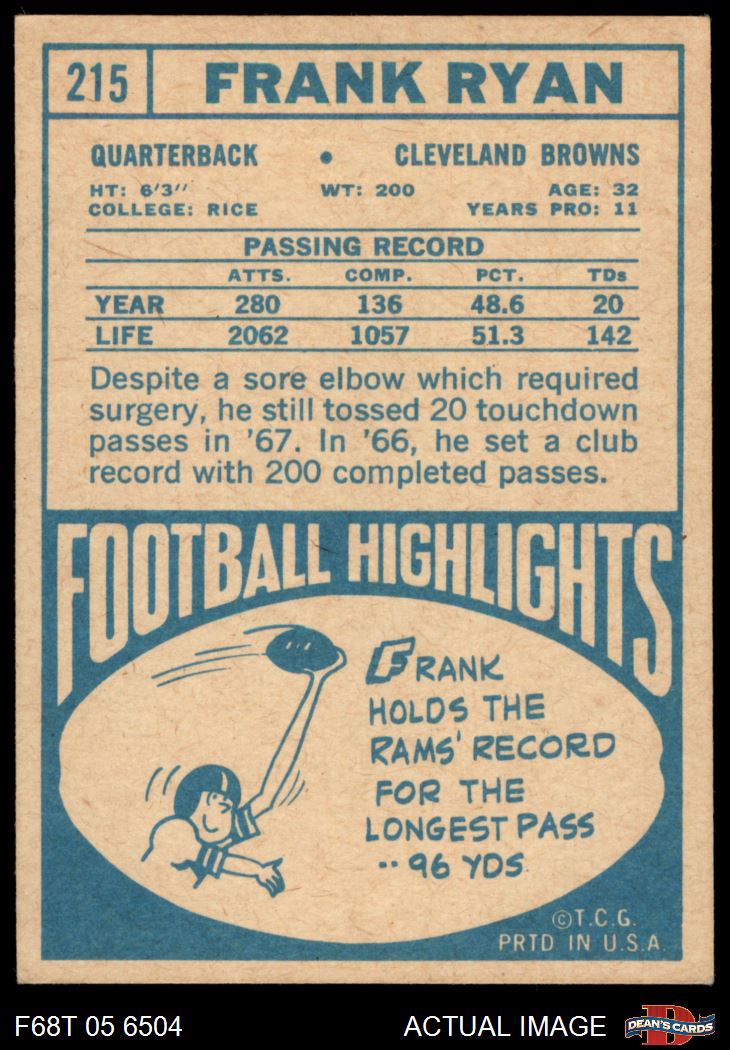 215 FRANK RYAN
QUARTERBACK • CLEVELAND BROWNS
HT: 6'3'' WT: 200 AGE: 32
COLLEGE: RICE YEARS PRO: 11
PASSING RECORD
ATTS. COMP. PCT. TDs
YEAR 280 136 48.6 20
LIFE 2062 1057 51.3 142
Despite a sore elbow which required
surgery, he still tossed 20 touchdown
passes in '67. In '66, he set a club
record with 200 completed passes.
FOOTBALL HIGHLIGHTS
FRANK
HOLDS THE
RAMS' RECORD
FOR THE
LONGEST PASS
·· 96 YDS.
©T.C.G.
PRTD IN U.S.A.
F68T 05 6504 ACTUAL IMAGE D DEAN'S CARDS